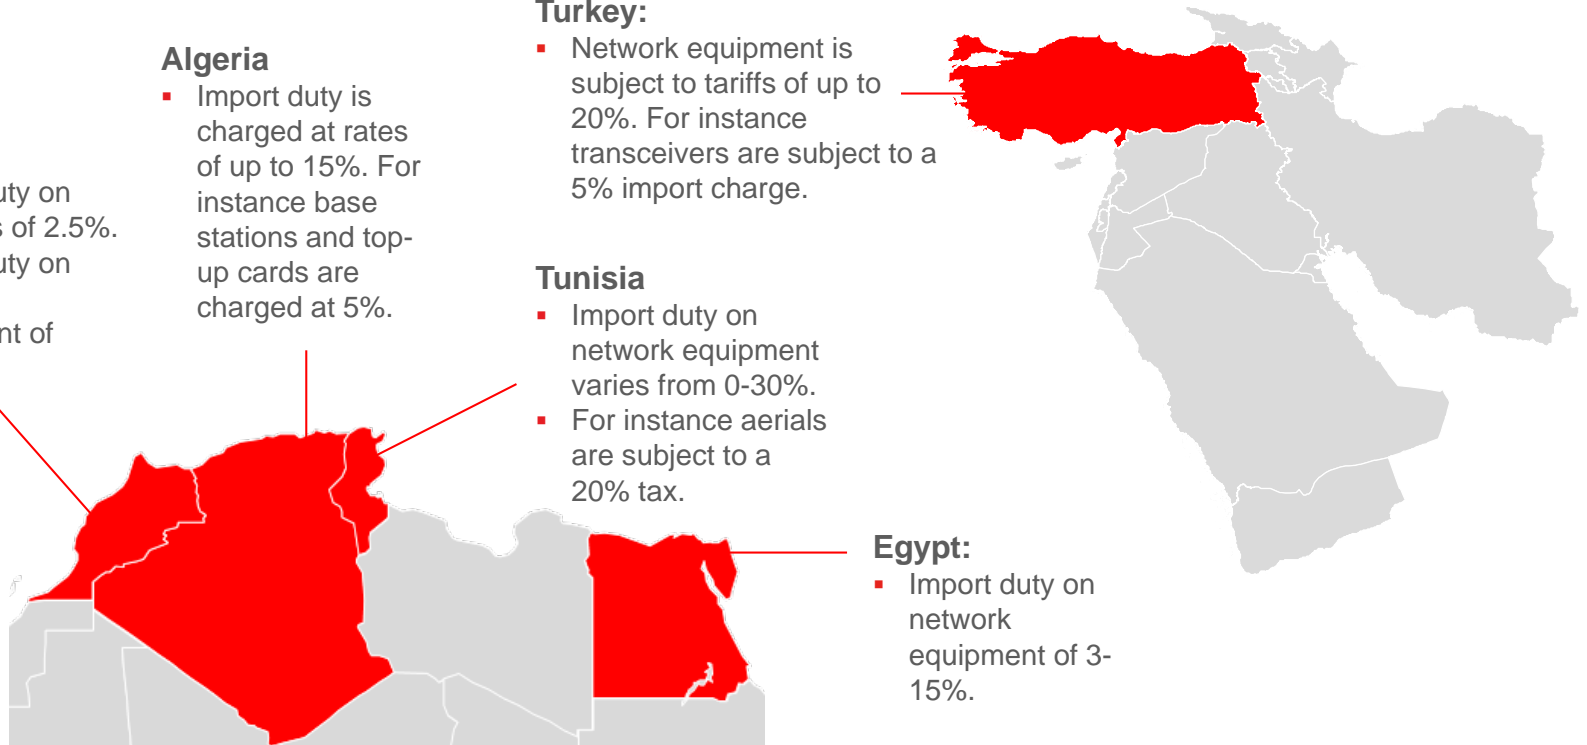 uty on
s of 2.5%.
uty on
nt of
Algeria
▪ Import duty is
charged at rates
of up to 15%. For
instance base
stations and top-
up cards are
charged at 5%.
Turkey:
▪ Network equipment is
subject to tariffs of up to
20%. For instance
transceivers are subject to a
5% import charge.
Tunisia
▪ Import duty on
network equipment
varies from 0-30%.
▪ For instance aerials
are subject to a
20% tax.
Egypt:
▪ Import duty on
network
equipment of 3-
15%.